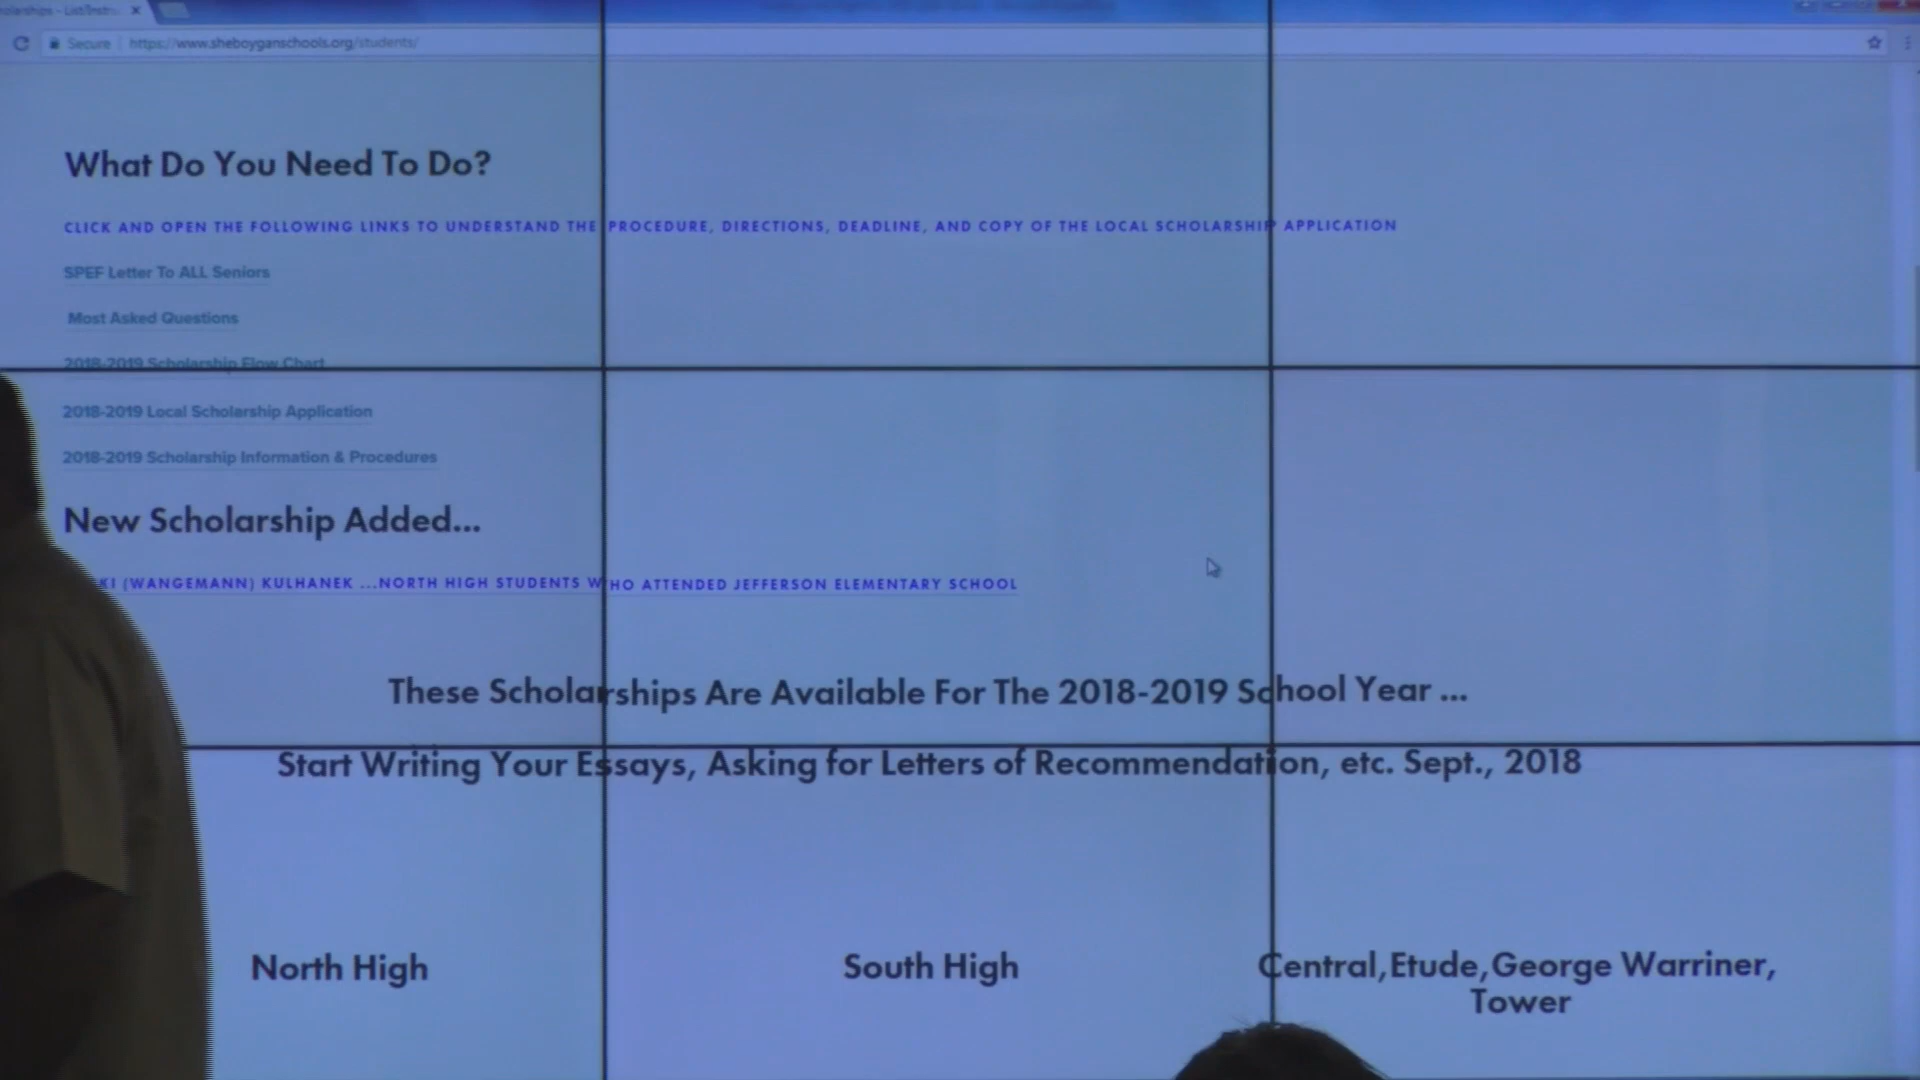 Secure https://www.sheboyganschools.org/students/
What Do You Need To Do?
CLICK AND OPEN THE FOLLOWING LINKS TO UNDERSTAND THE PROCEDURE, DIRECTIONS, DEADLINE, AND COPY OF THE LOCAL SCHOLARSHIP APPLICATION
SPEF Letter To ALL Seniors
Most Asked Questions
2018-2019 Scholarship Flow Chart
2018-2019 Local Scholarship Application
2018-2019 Scholarship Information & Procedures
New Scholarship Added...
(WANGEMANN) KULHANEK ...NORTH HIGH STUDENTS WHO ATTENDED JEFFERSON ELEMENTARY SCHOOL
These Scholarships Are Available For The 2018-2019 School Year ...
Start Writing Your Essays, Asking for Letters of Recommendation, etc. Sept., 2018
North High
South High
Central,Etude,George Warriner,
Tower